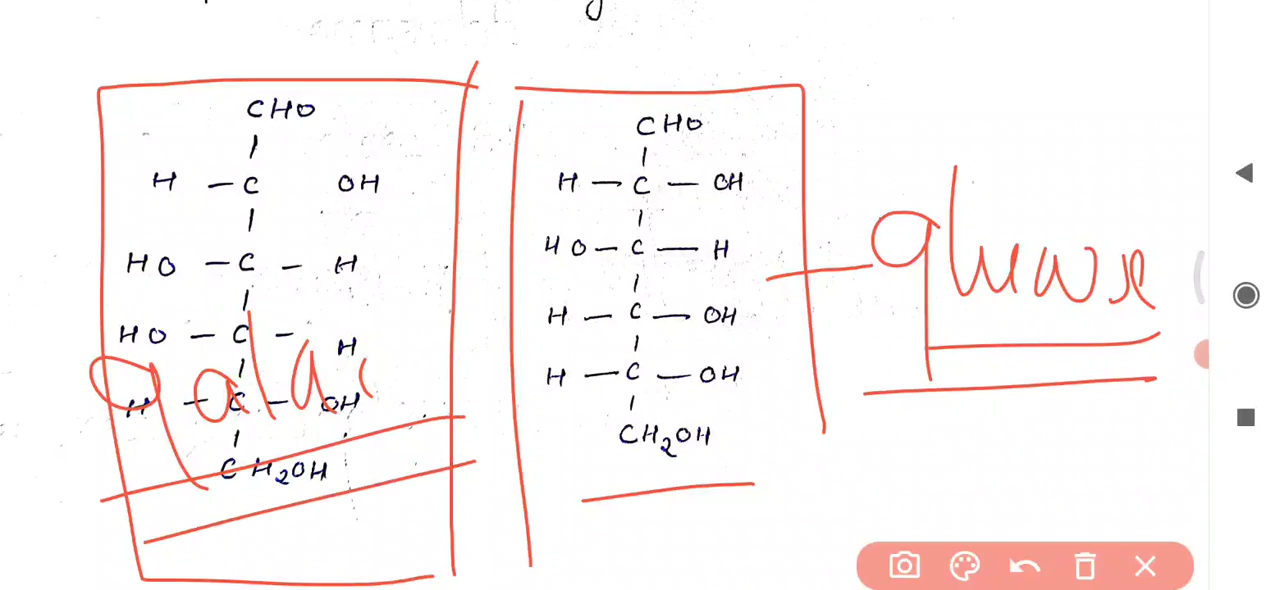 CHO
H - C OH
HO - C - H
HO - C - H
H - C - OH
CH2OH
galac
CHO
H - C - OH
HO - C - H
H - C - OH
H - C - OH
CH2OH
glucose